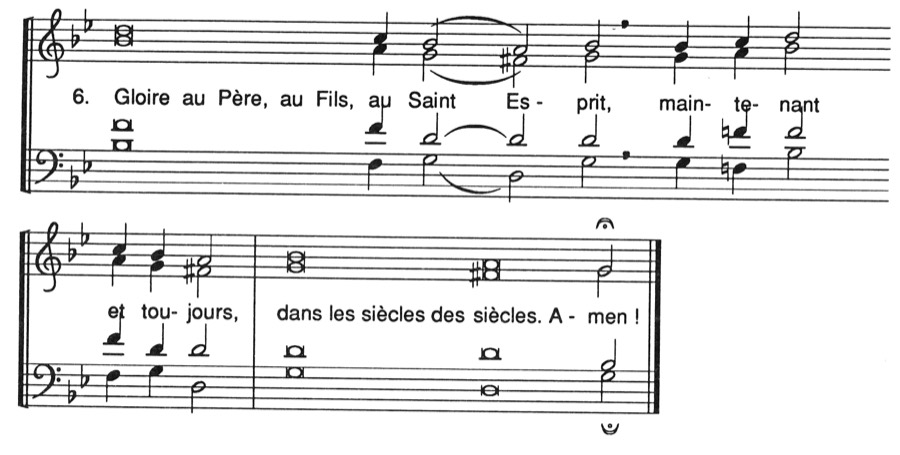 6. Gloire au Père, au Fils, au Saint Es - prit, main- te- nant
et tou- jours, dans les siècles des siècles. A - men !